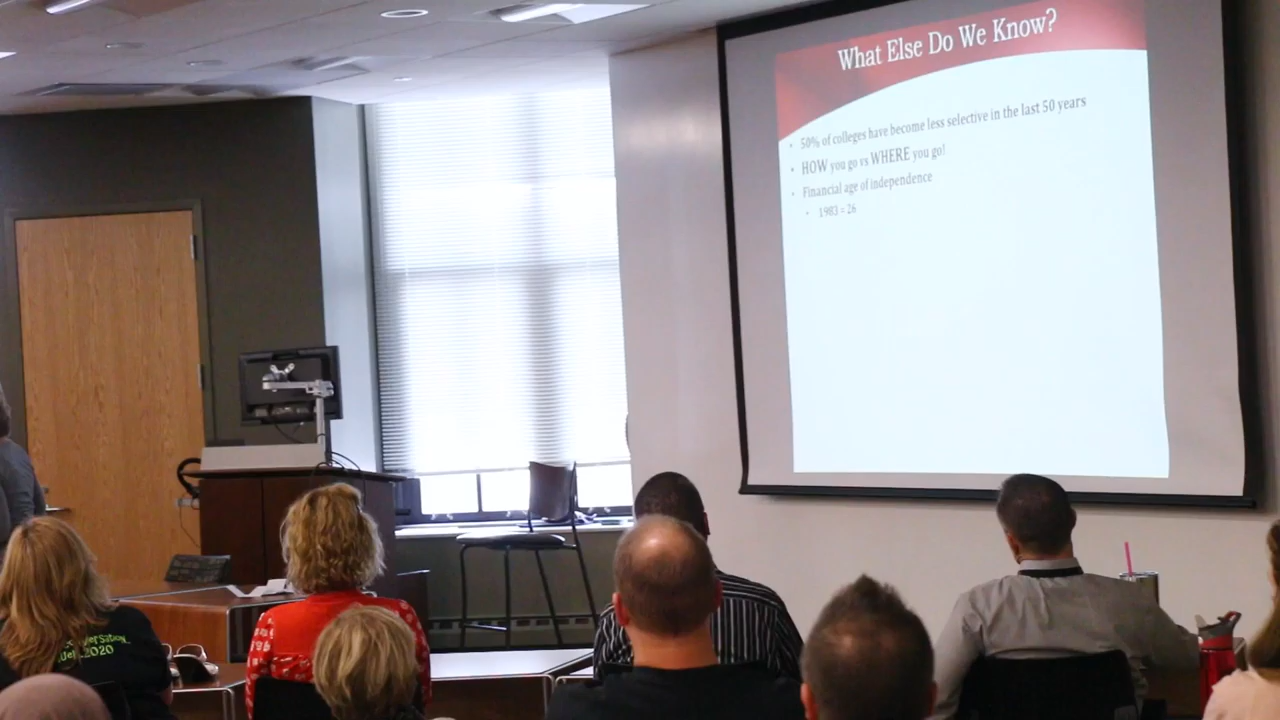 What Else Do We Know?
• 50% of colleges have become less selective in the last 50 years
• HOW you go vs WHERE you go!
• Financial age of independence
• 1983 = 26
2020